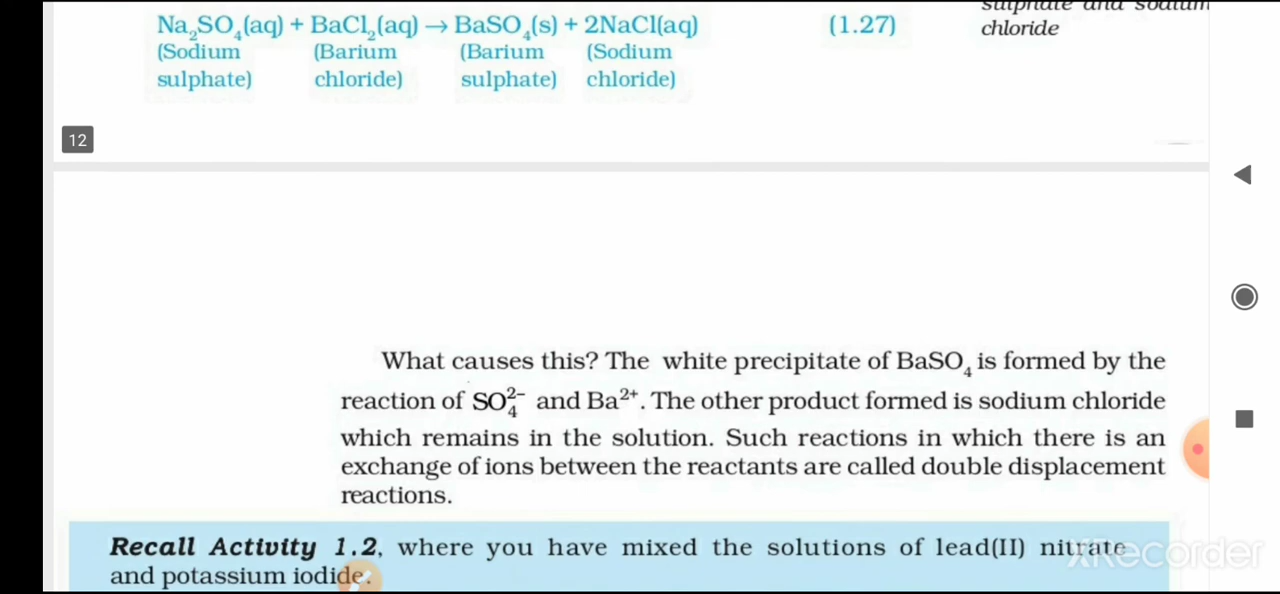 Na₂SO₄(aq) + BaCl₂(aq) → BaSO₄(s) + 2NaCl(aq) (1.27)
(Sodium (Barium (Barium (Sodium
sulphate) chloride) sulphate) chloride)
sulphate and sodium
chloride
12
What causes this? The white precipitate of BaSO₄ is formed by the
reaction of SO₄²⁻ and Ba²⁺. The other product formed is sodium chloride
which remains in the solution. Such reactions in which there is an
exchange of ions between the reactants are called double displacement
reactions.
Recall Activity 1.2, where you have mixed the solutions of lead(II) nitrate
and potassium iodide.
XRecorder